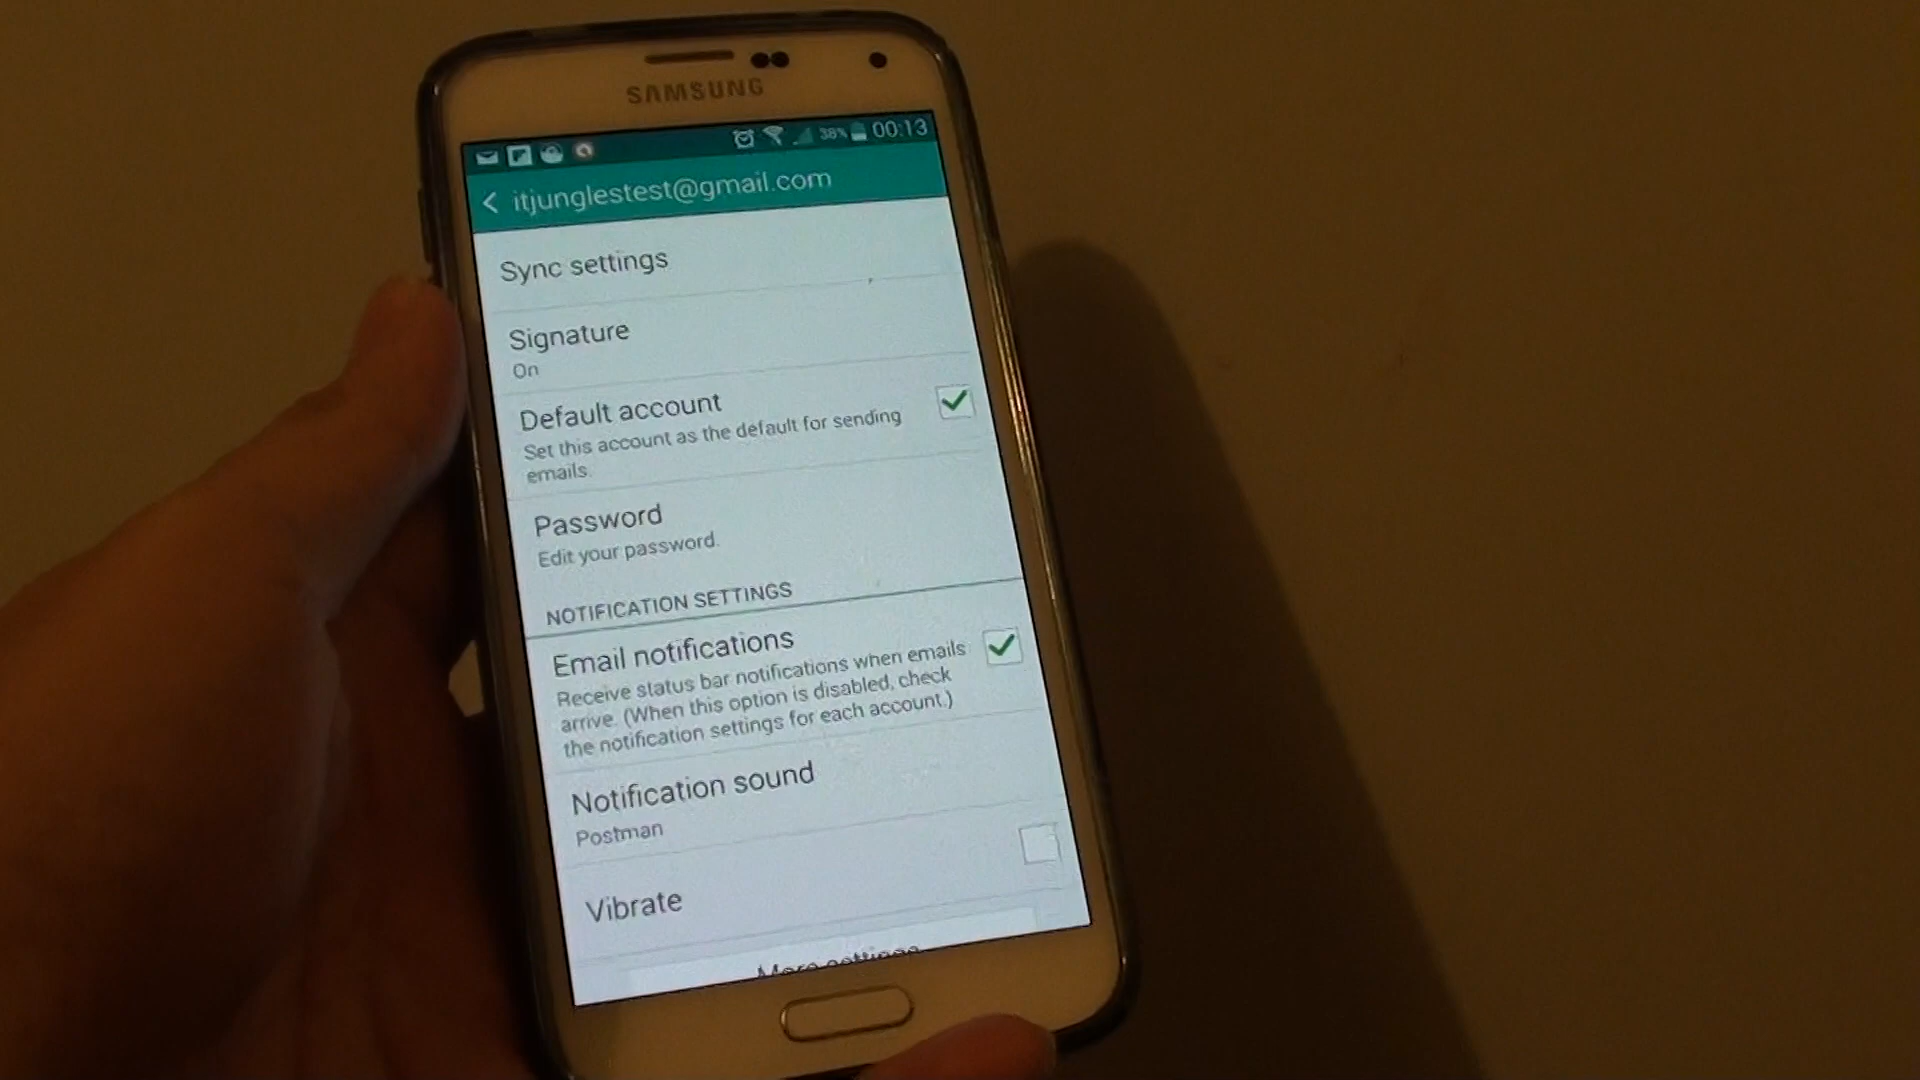 SAMSUNG
38% 00:13
itjunglestest@gmail.com
Sync settings
Signature
On
Default account
Set this account as the default for sending
emails.
Password
Edit your password.
NOTIFICATION SETTINGS
Email notifications
Receive status bar notifications when emails
arrive. (When this option is disabled, check
the notification settings for each account.)
Notification sound
Postman
Vibrate
More settings